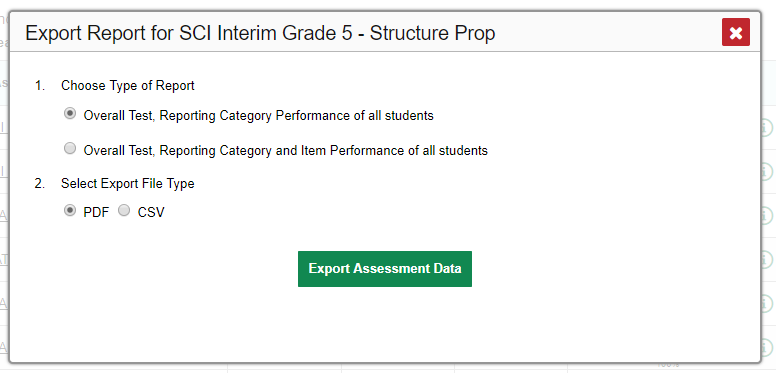 Export Report for SCI Interim Grade 5 - Structure Prop
1. Choose Type of Report
Overall Test, Reporting Category Performance of all students
Overall Test, Reporting Category and Item Performance of all students
2. Select Export File Type
PDF CSV
Export Assessment Data